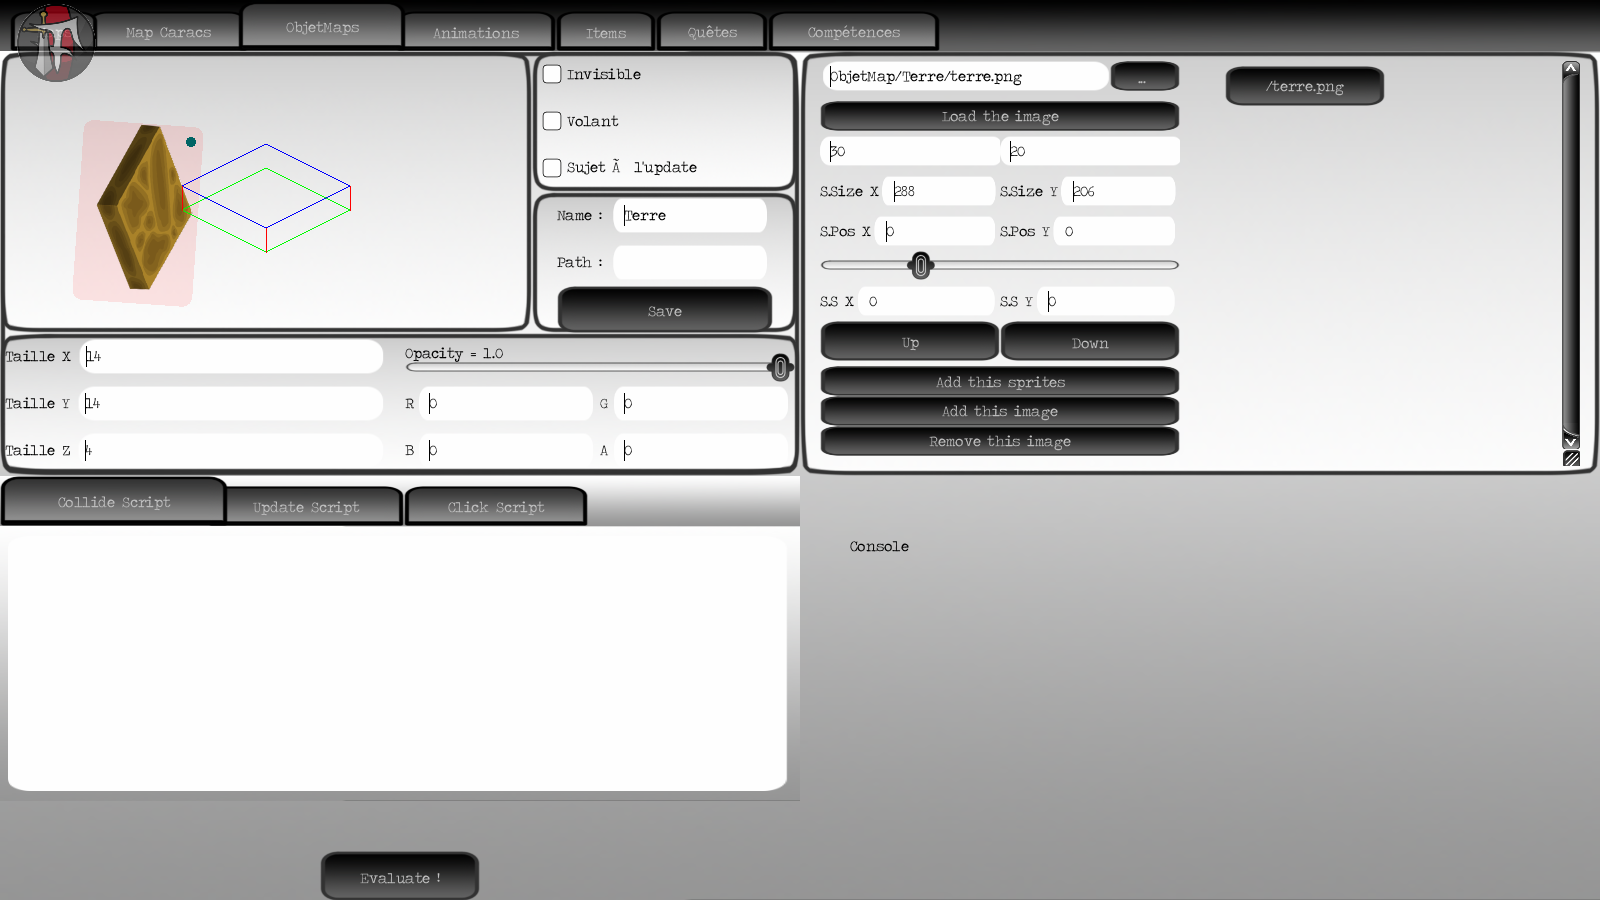 Map Caracs
ObjetMaps
Animations
Items
Quêtes
Compétences
Invisible
Volant
Sujet Ã l'update
Name :
Terre
Path :
Save
ObjetMap/Terre/terre.png
...
/terre.png
Load the image
30
20
S.Size X
288
S.Size Y
206
S.Pos X
0
S.Pos Y
0
S.S X
0
S.S Y
0
Up
Down
Add this sprites
Add this image
Remove this image
Taille X
14
Opacity = 1.0
Taille Y
14
R
0
G
0
Taille Z
4
B
0
A
0
Collide Script
Update Script
Click Script
Console
Evaluate !